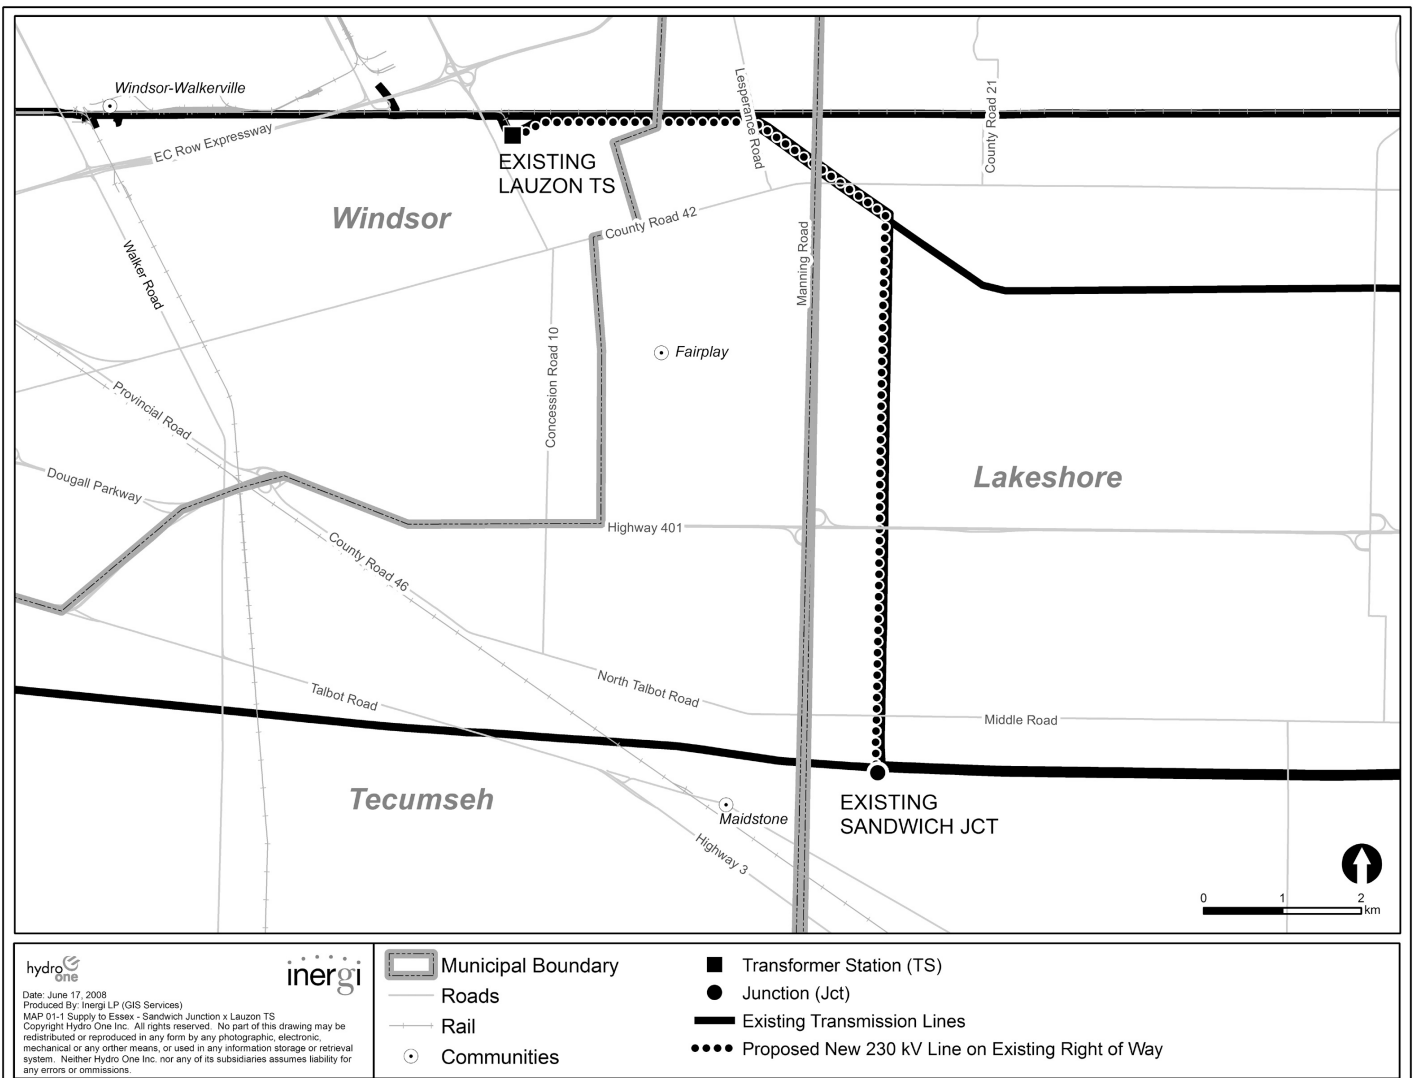 Windsor-Walkerville
EC Row Expressway
Lesperance Road
County Road 21
EXISTING
LAUZON TS
Windsor
County Road 42
Walker Road
Manning Road
Concession Road 10
Fairplay
Provincial Road
Dougall Parkway
Lakeshore
Highway 401
County Road 46
Talbot Road
North Talbot Road
Middle Road
Tecumseh
Maidstone
EXISTING
SANDWICH JCT
Highway 3
0 1 2
km
hydro
one
inergi
Date: June 17, 2008
Produced By: Inergi LP (GIS Services)
MAP 01-1 Supply to Essex - Sandwich Junction x Lauzon TS
Copyright Hydro One Inc. All rights reserved. No part of this drawing may be
redistributed or reproduced in any form by any photographic, electronic,
mechanical or any orther means, or used in any information storage or retrieval
system. Neither Hydro One Inc. nor any of its subsidiaries assumes liability for
any errors or ommissions.
Municipal Boundary
Roads
Rail
Communities
Transformer Station (TS)
Junction (Jct)
Existing Transmission Lines
Proposed New 230 kV Line on Existing Right of Way